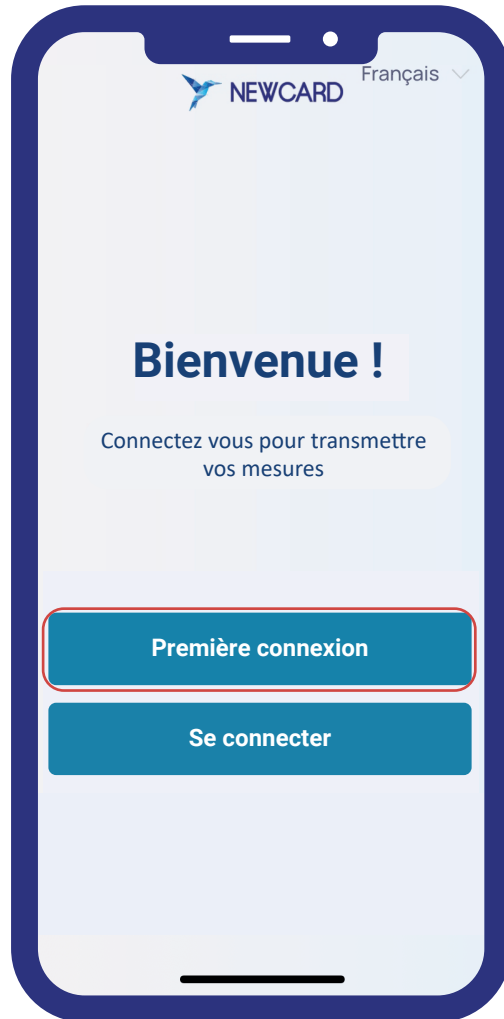 NEWCARD
Français
Bienvenue !
Connectez vous pour transmettre
vos mesures
Première connexion
Se connecter